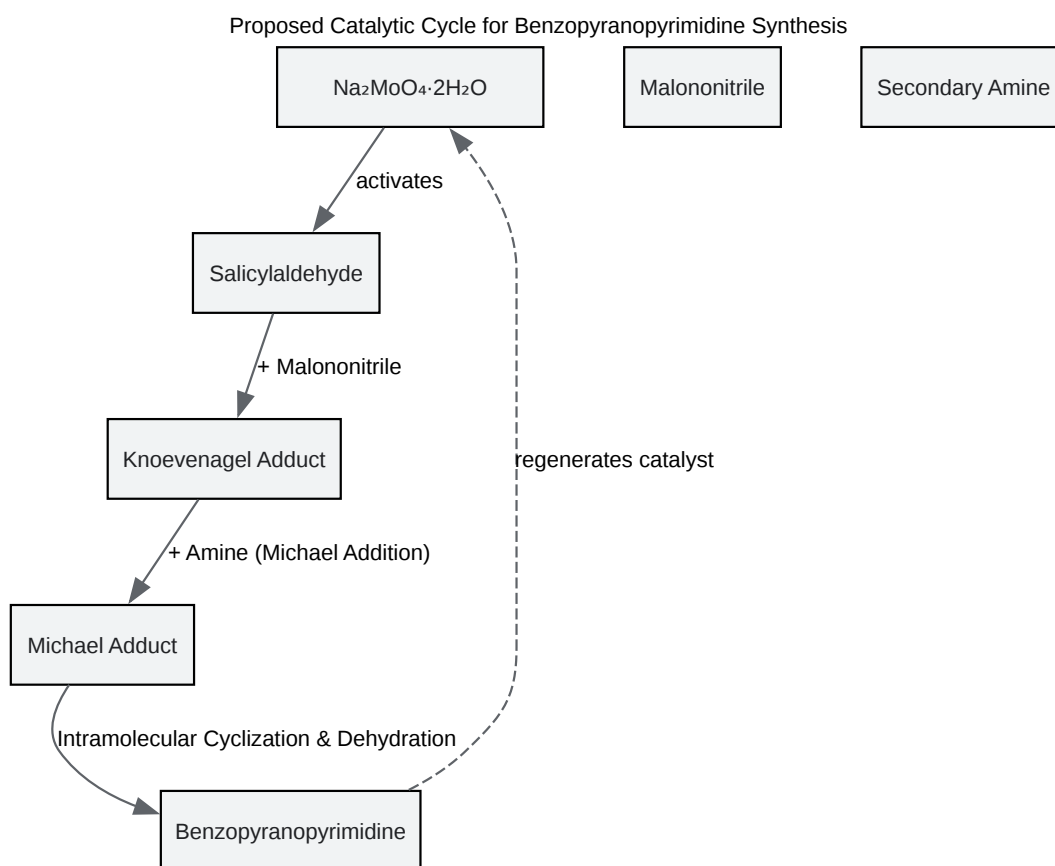 Proposed Catalytic Cycle for Benzopyranopyrimidine Synthesis
Na₂MoO₄·2H₂O
Malononitrile
Secondary Amine
activates
Salicylaldehyde
+ Malononitrile
Knoevenagel Adduct
regenerates catalyst
+ Amine (Michael Addition)
Michael Adduct
Intramolecular Cyclization & Dehydration
Benzopyranopyrimidine